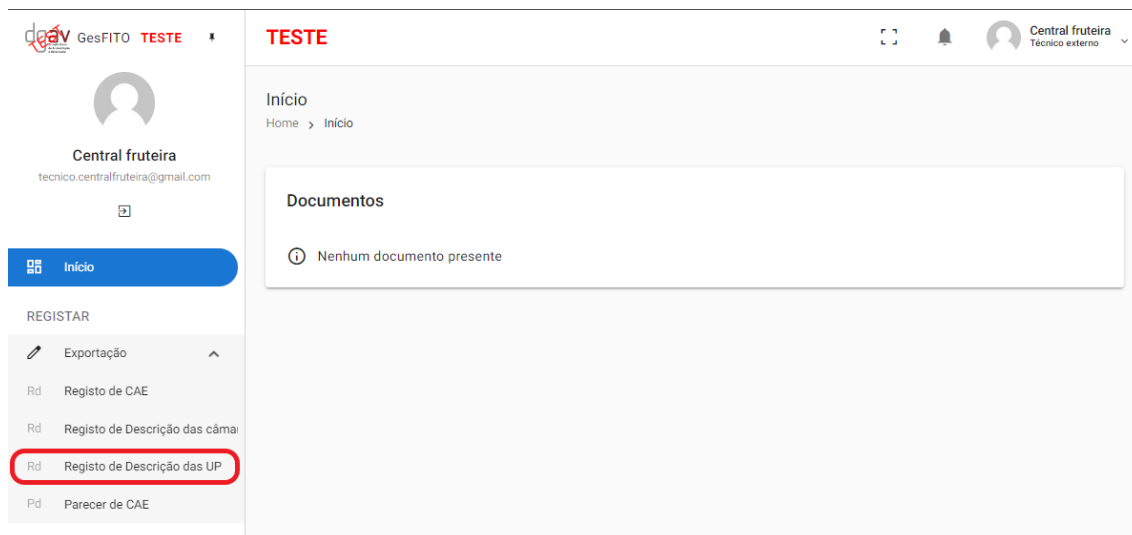 dgav GesFITO TESTE
TESTE
Central fruteira
Técnico externo
Central fruteira
tecnico.centralfruteira@gmail.com
Início
Home > Início
Documentos
Nenhum documento presente
Início
REGISTAR
Exportação
Rd Registo de CAE
Rd Registo de Descrição das câma
Rd Registo de Descrição das UP
Pd Parecer de CAE